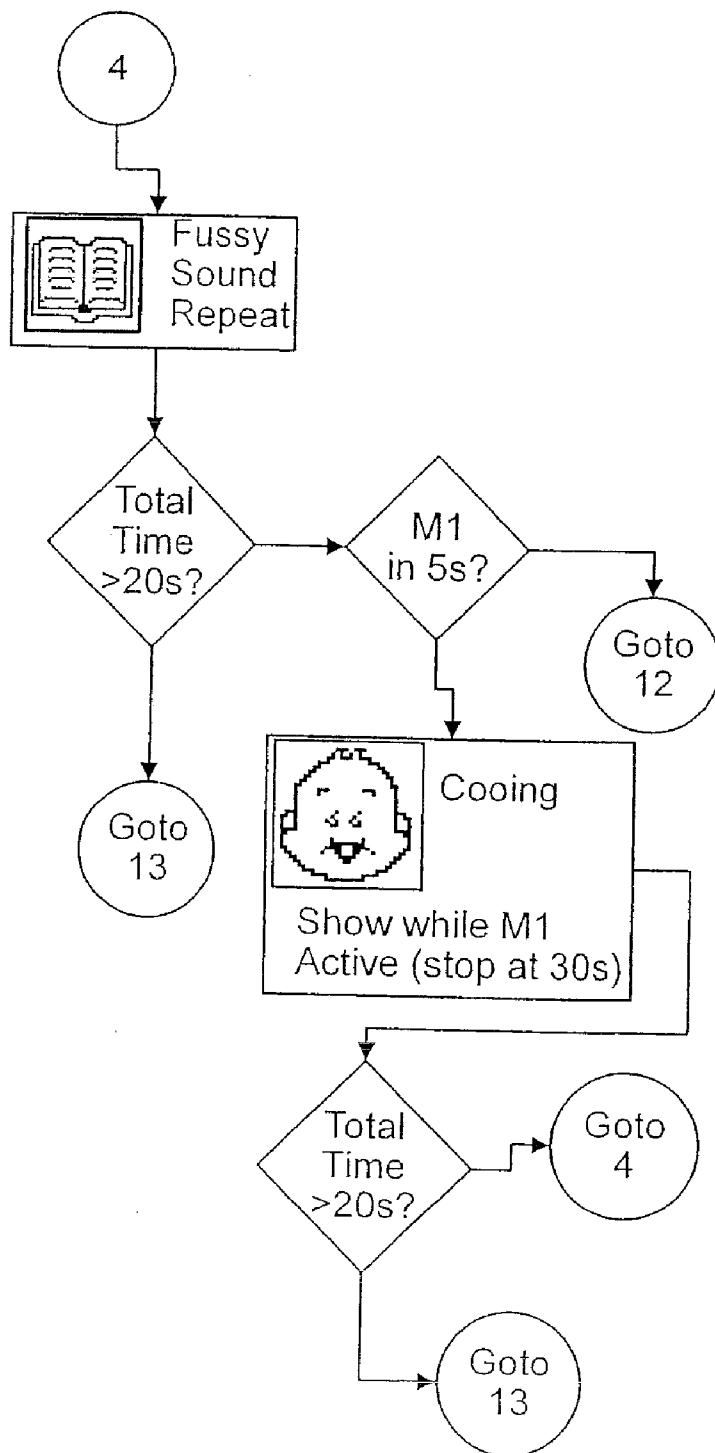 4
Fussy
Sound
Repeat
Total
Time
>20s?
M1
in 5s?
Goto
12
Goto
13
Cooing
Show while M1
Active (stop at 30s)
Total
Time
>20s?
Goto
4
Goto
13